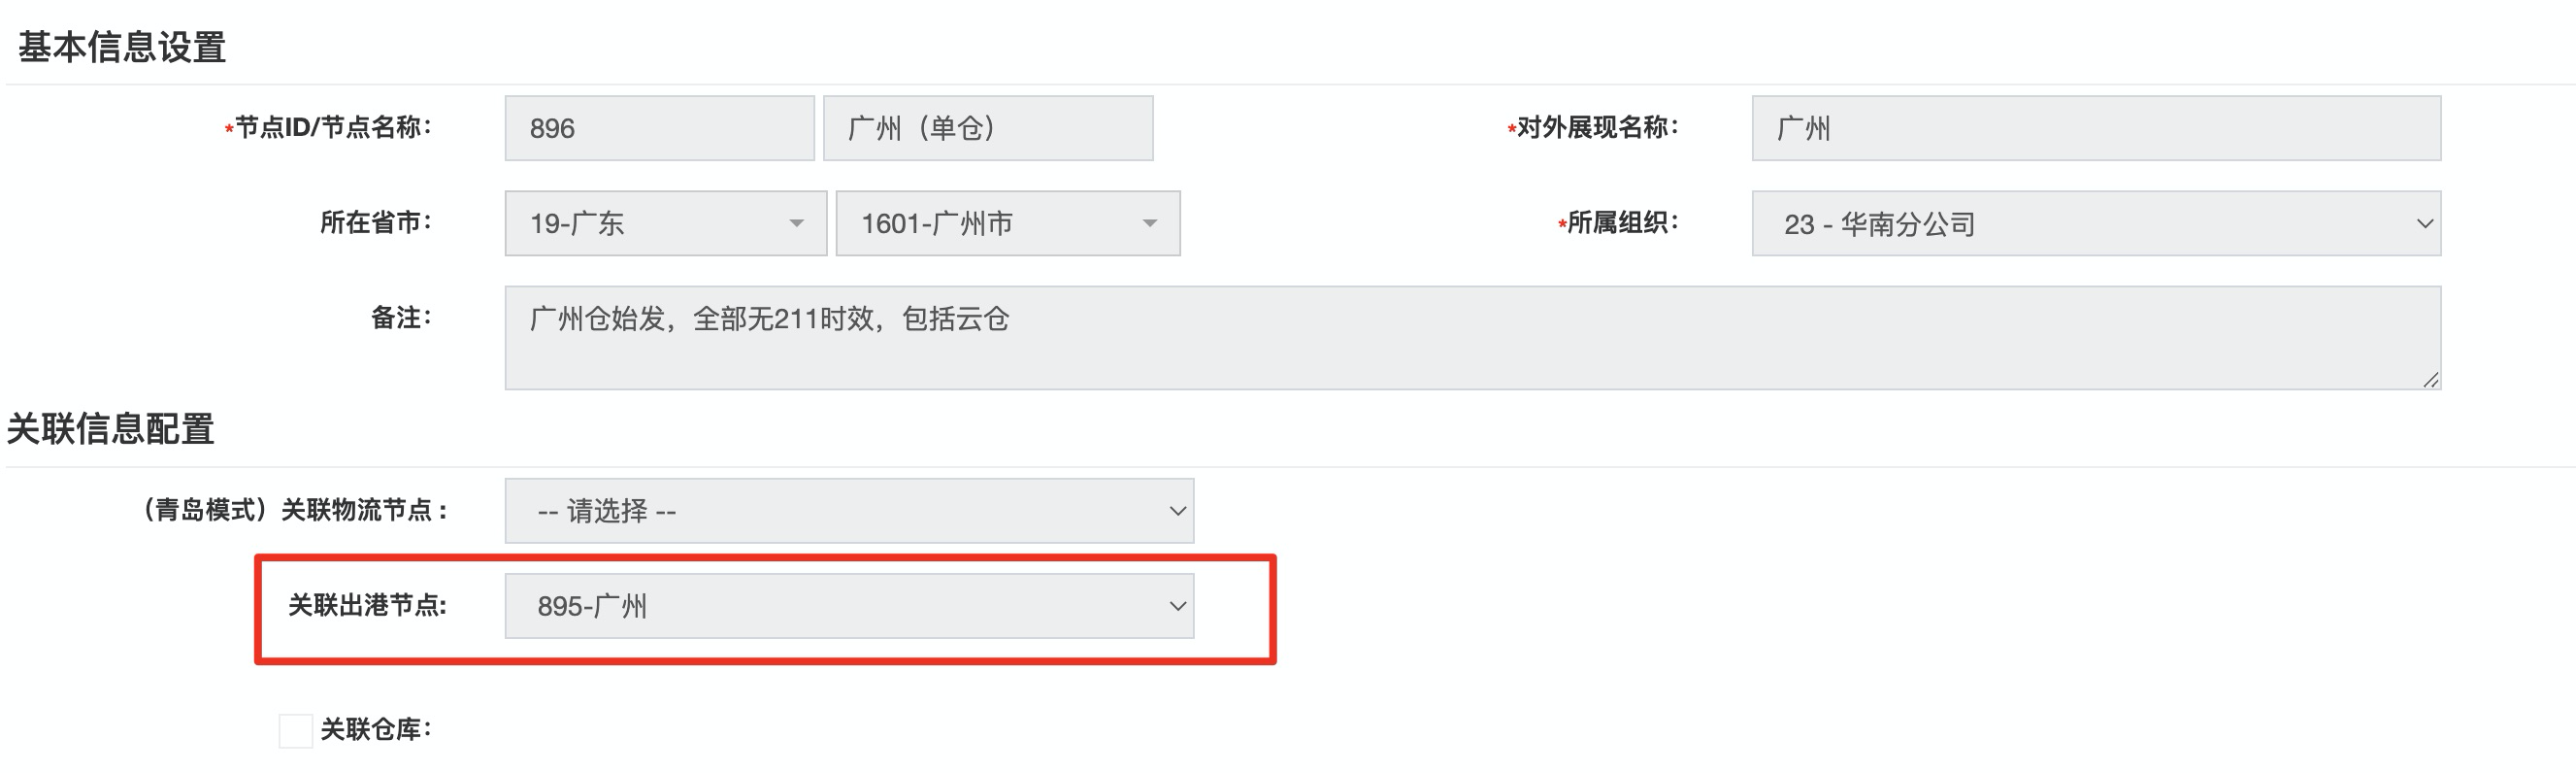 基本信息设置
*节点ID/节点名称： 896 广州（单仓） *对外展现名称： 广州
所在省市： 19-广东 1601-广州市 *所属组织： 23 - 华南分公司
备注： 广州仓始发，全部无211时效，包括云仓
关联信息配置
（青岛模式）关联物流节点 : -- 请选择 --
关联出港节点: 895-广州
关联仓库：